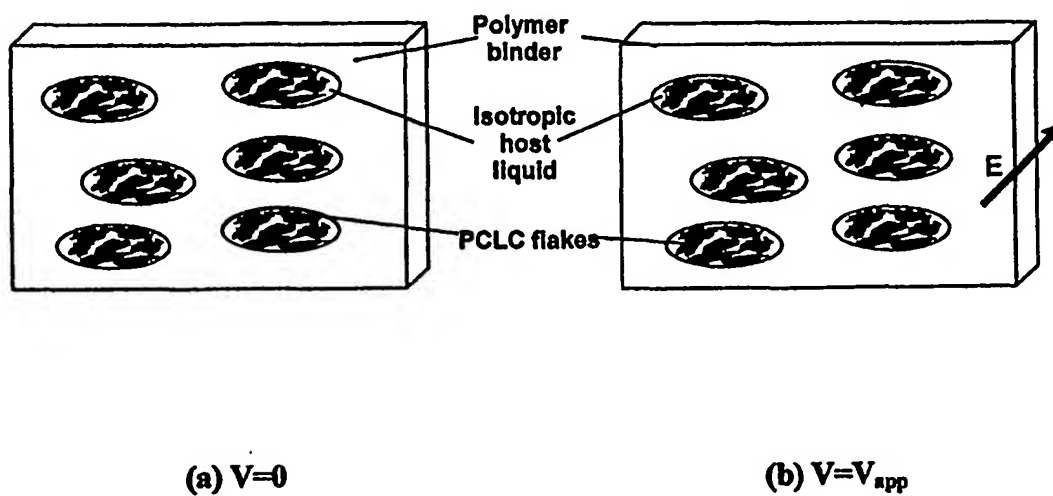 Polymer
binder
Isotropic
host
liquid
E
PCLC flakes
(a) V=0
(b) V=Vapp